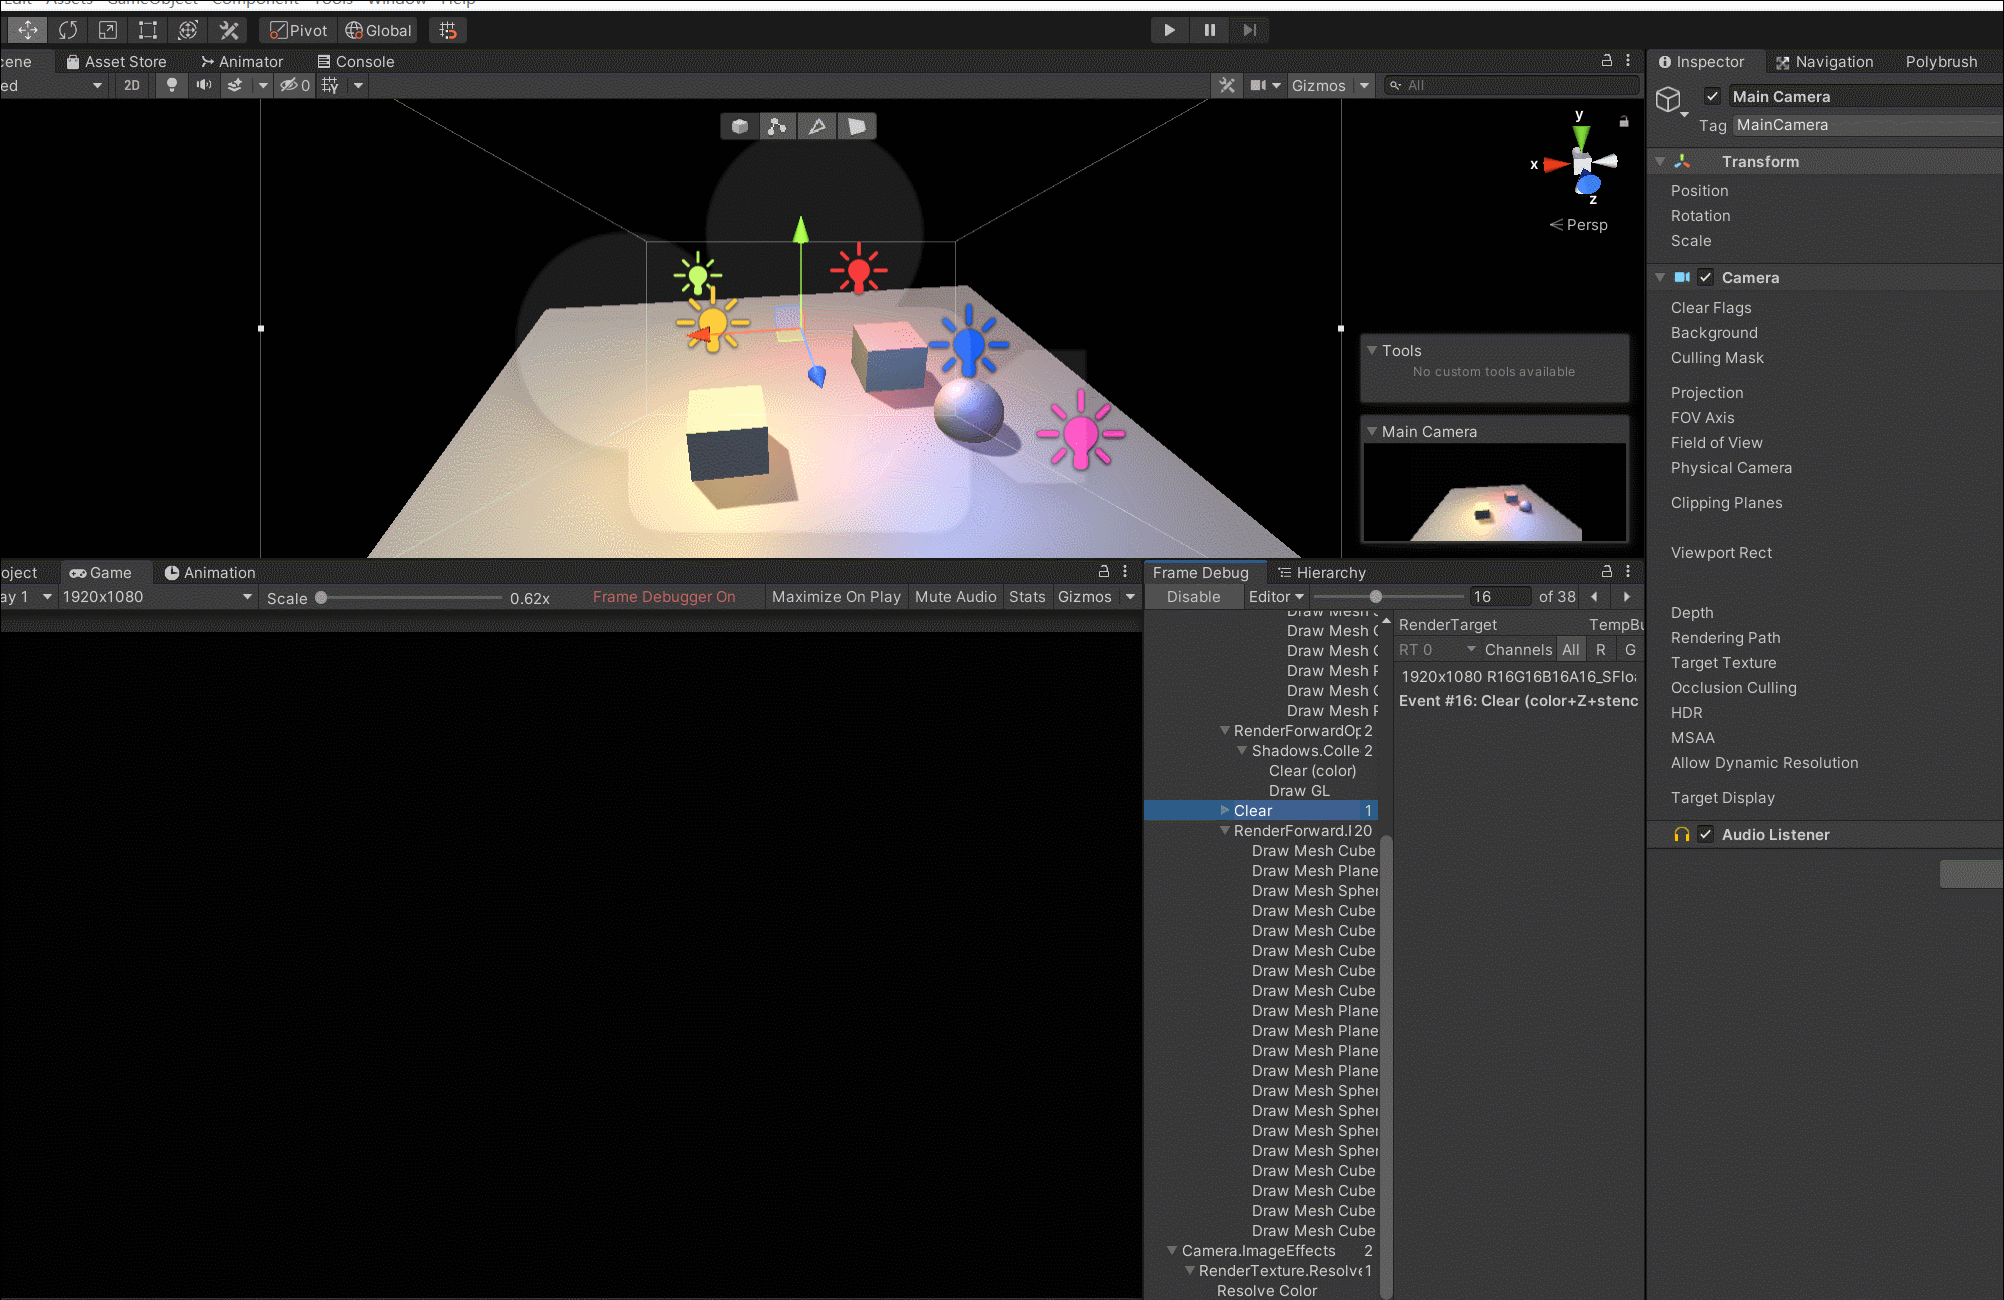 Edit Assets GameObject Component Tools Window Help
Pivot Global
cene Asset Store Animator Console
ed 2D 0 Gizmos All
y
x
z
Persp
Tools
No custom tools available
Main Camera
Inspector Navigation Polybrush
Main Camera
Tag MainCamera
Transform
Position
Rotation
Scale
Camera
Clear Flags
Background
Culling Mask
Projection
FOV Axis
Field of View
Physical Camera
Clipping Planes
Viewport Rect
Depth
Rendering Path
Target Texture
Occlusion Culling
HDR
MSAA
Allow Dynamic Resolution
Target Display
Audio Listener
oject Game Animation
ay 1 1920x1080 Scale 0.62x Frame Debugger On Maximize On Play Mute Audio Stats Gizmos
Frame Debug Hierarchy
Disable Editor 16 of 38
Draw Mesh
Draw Mesh C
Draw Mesh C
Draw Mesh P
Draw Mesh C
Draw Mesh P
RenderForwardOp 2
Shadows.Colle 2
Clear (color)
Draw GL
Clear 1
RenderForward. 20
Draw Mesh Cube
Draw Mesh Plane
Draw Mesh Spher
Draw Mesh Cube
Draw Mesh Cube
Draw Mesh Cube
Draw Mesh Cube
Draw Mesh Cube
Draw Mesh Plane
Draw Mesh Plane
Draw Mesh Plane
Draw Mesh Plane
Draw Mesh Spher
Draw Mesh Spher
Draw Mesh Spher
Draw Mesh Spher
Draw Mesh Cube
Draw Mesh Cube
Draw Mesh Cube
Draw Mesh Cube
Camera.ImageEffects 2
RenderTexture.Resolve 1
Resolve Color
RenderTarget TempBu
RT 0 Channels All R G
1920x1080 R16G16B16A16_SFloa
Event #16: Clear (color+Z+stenc